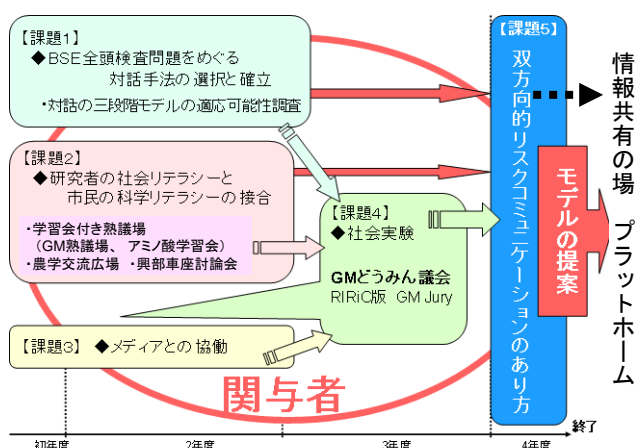 【課題1】
◆BSE全頭検査問題をめぐる
対話手法の選択と確立
・対話の三段階モデルの適応可能性調査
【課題2】
◆研究者の社会リテラシーと
市民の科学リテラシーの接合
・学習会付き熟議場
(GM熟議場、アミノ酸学習会)
・農学交流広場 ・興部車座討論会
【課題3】 ◆メディアとの協働
【課題4】
◆社会実験
GMどうみん議会
RIRiC版 GM Jury
【課題5】
双方向的リスクコミュニケーションのあり方
モデルの提案
情報共有の場 プラットホーム
関与者
初年度
2年度
3年度
4年度
終了